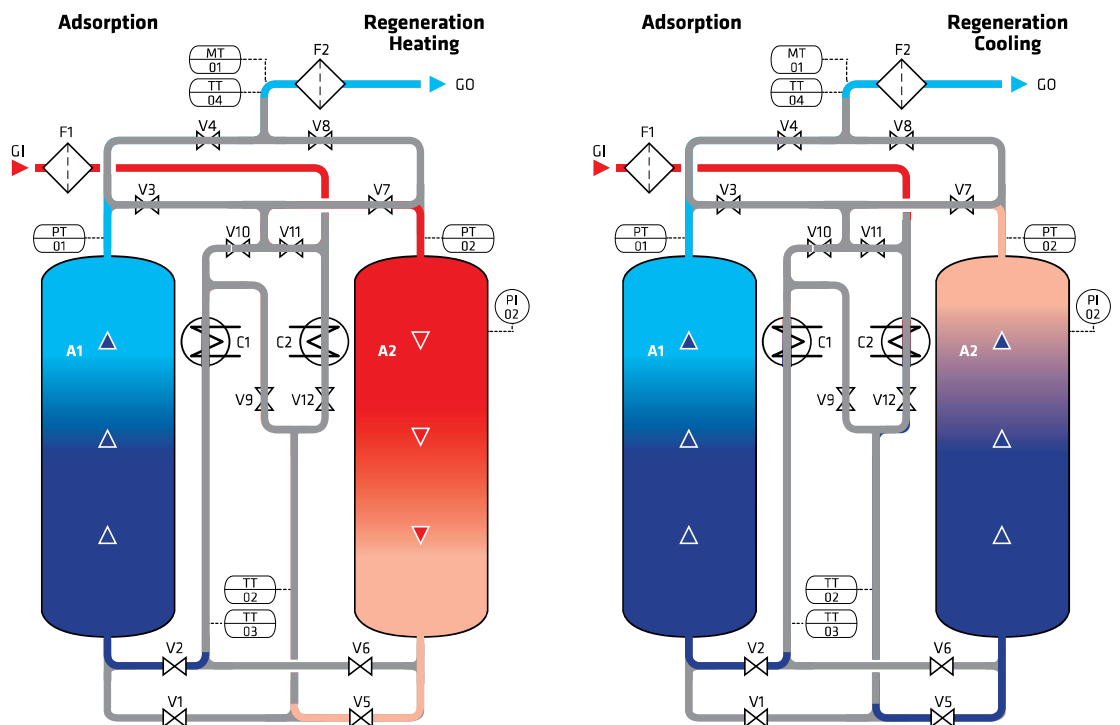 Adsorption
Regeneration
Heating
MT
01
TT
04
F2
GO
F1
GI
V4
V8
V3
V7
PT
01
V10
V11
PT
02
PI
02
A1
C1
C2
A2
V9
V12
TT
02
TT
03
V2
V6
V1
V5
Adsorption
Regeneration
Cooling
MT
01
TT
04
F2
GO
F1
GI
V4
V8
V3
V7
PT
01
V10
V11
PT
02
PI
02
A1
C1
C2
A2
V9
V12
TT
02
TT
03
V2
V6
V1
V5